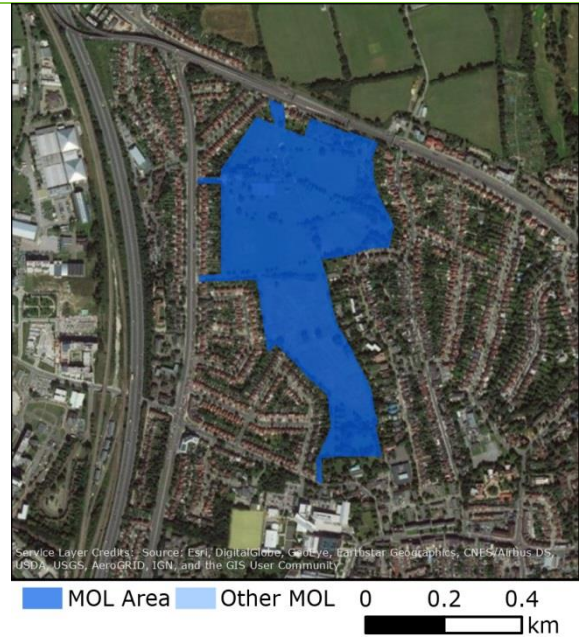 Service Layer Credits: Source: Esri, DigitalGlobe, GeoEye, Earthstar Geographics, CNES/Airbus DS,
USDA, USGS, AeroGRID, IGN, and the GIS User Community
MOL Area Other MOL 0 0.2 0.4
km